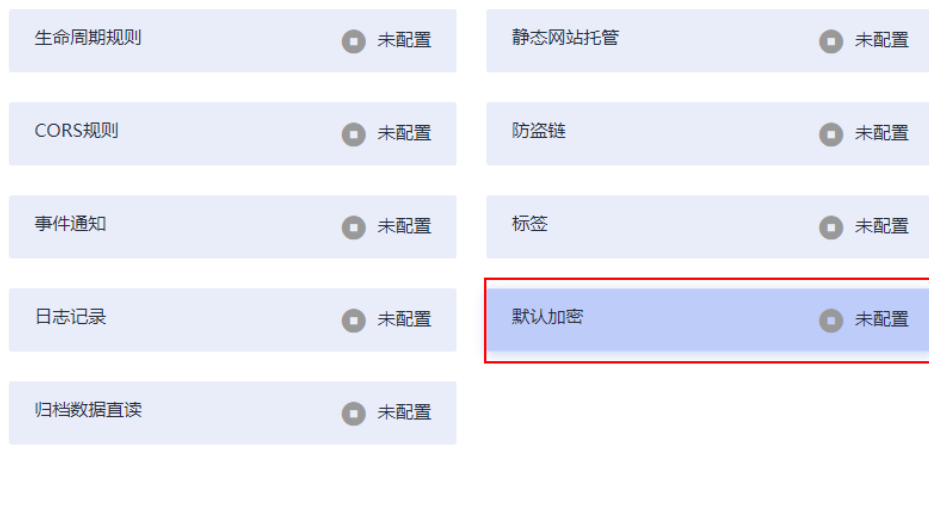 生命周期规则 未配置 静态网站托管 未配置
CORS规则 未配置 防盗链 未配置
事件通知 未配置 标签 未配置
日志记录 未配置 默认加密 未配置
归档数据直读 未配置